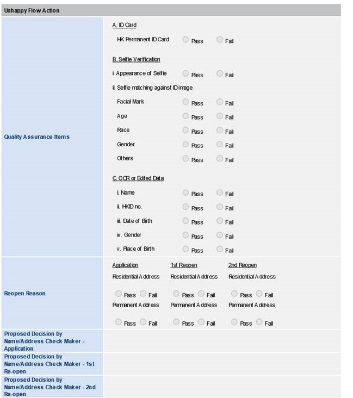 Unhappy Flow Action
Quality Assurance Items
A. ID Card
HK Permanent ID Card Pass Fail
B. Selfie Verification
i. Appearance of Selfie Pass Fail
ii. Selfie matching against ID image
Facial Mark Pass Fail
Age Pass Fail
Race Pass Fail
Gender Pass Fail
Others Pass Fail
C. OCR or Edited Data
i. Name Pass Fail
ii. HKID no. Pass Fail
iii. Date of Birth Pass Fail
iv. Gender Pass Fail
v. Place of Birth Pass Fail
Reopen Reason
Application 1st Reopen 2nd Reopen
Residential Address Residential Address Residential Address
Pass Fail Pass Fail Pass Fail
Permanent Address Permanent Address Permanent Address
Pass Fail Pass Fail Pass Fail
Proposed Decision by
Name/Address Check Maker -
Application
Proposed Decision by
Name/Address Check Maker - 1st
Re-open
Proposed Decision by
Name/Address Check Maker - 2nd
Re-open